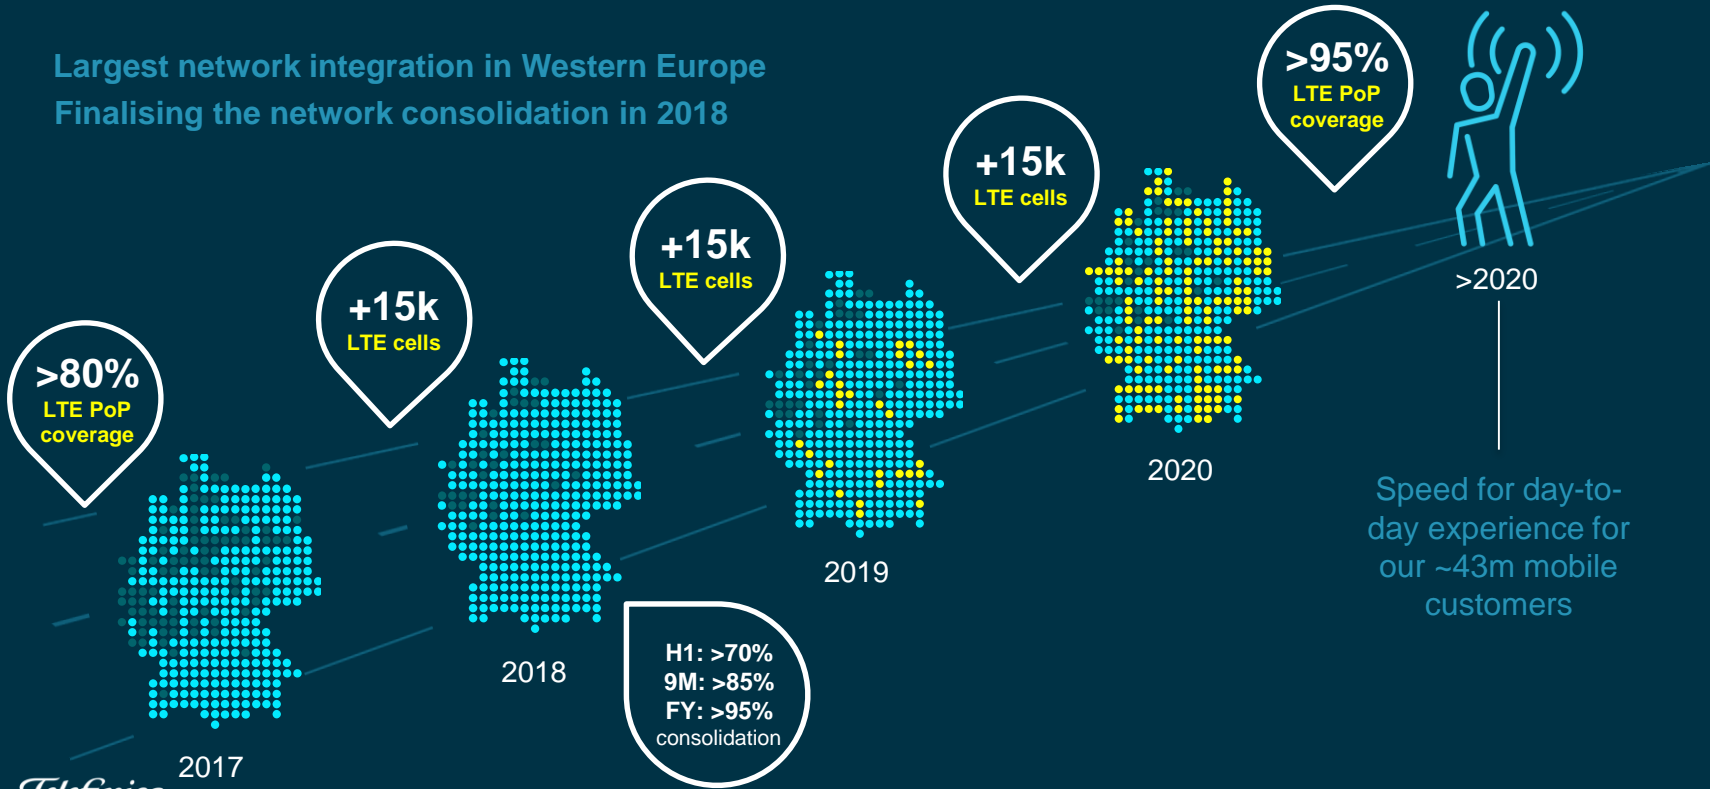 Largest network integration in Western Europe
Finalising the network consolidation in 2018
>80%
LTE PoP
coverage
2017
+15k
LTE cells
2018
H1: >70%
9M: >85%
FY: >95%
consolidation
+15k
LTE cells
2019
+15k
LTE cells
2020
>95%
LTE PoP
coverage
>2020
Speed for day-to-
day experience for
our ~43m mobile
customers